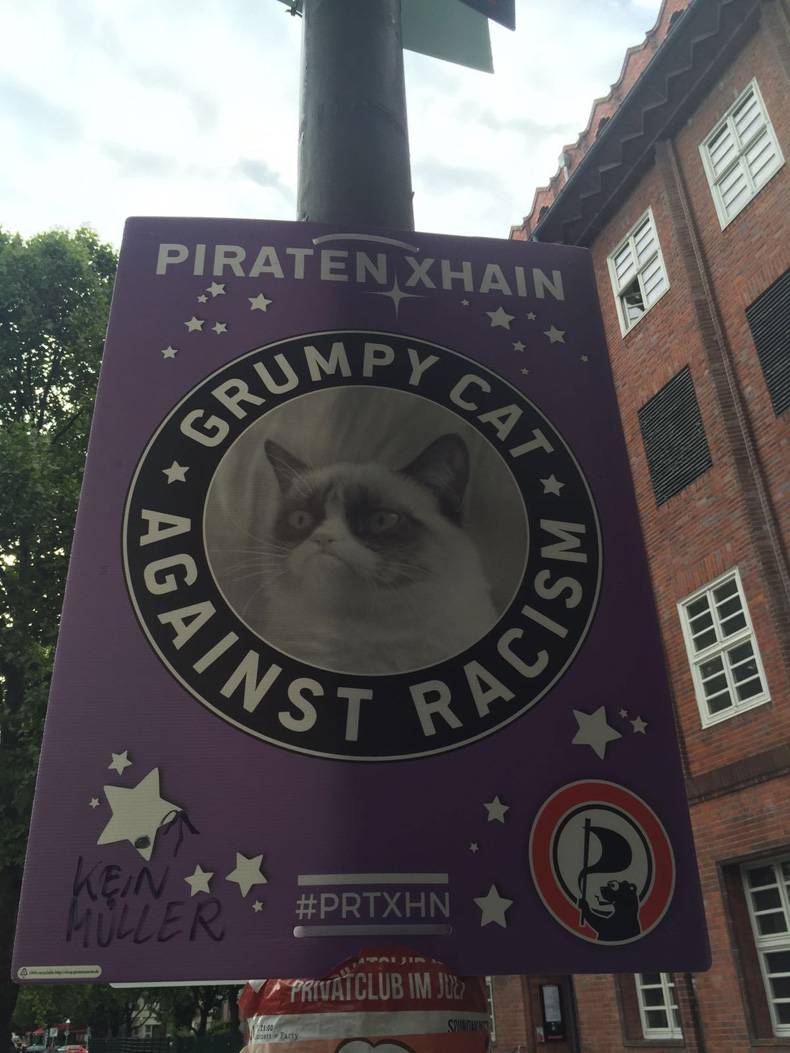 PIRATEN XHAIN
GRUMPY CAT
AGAINST RACISM
KEIN
MÜLLER
#PRTXHN
P
PRIVATCLUB IM JULI